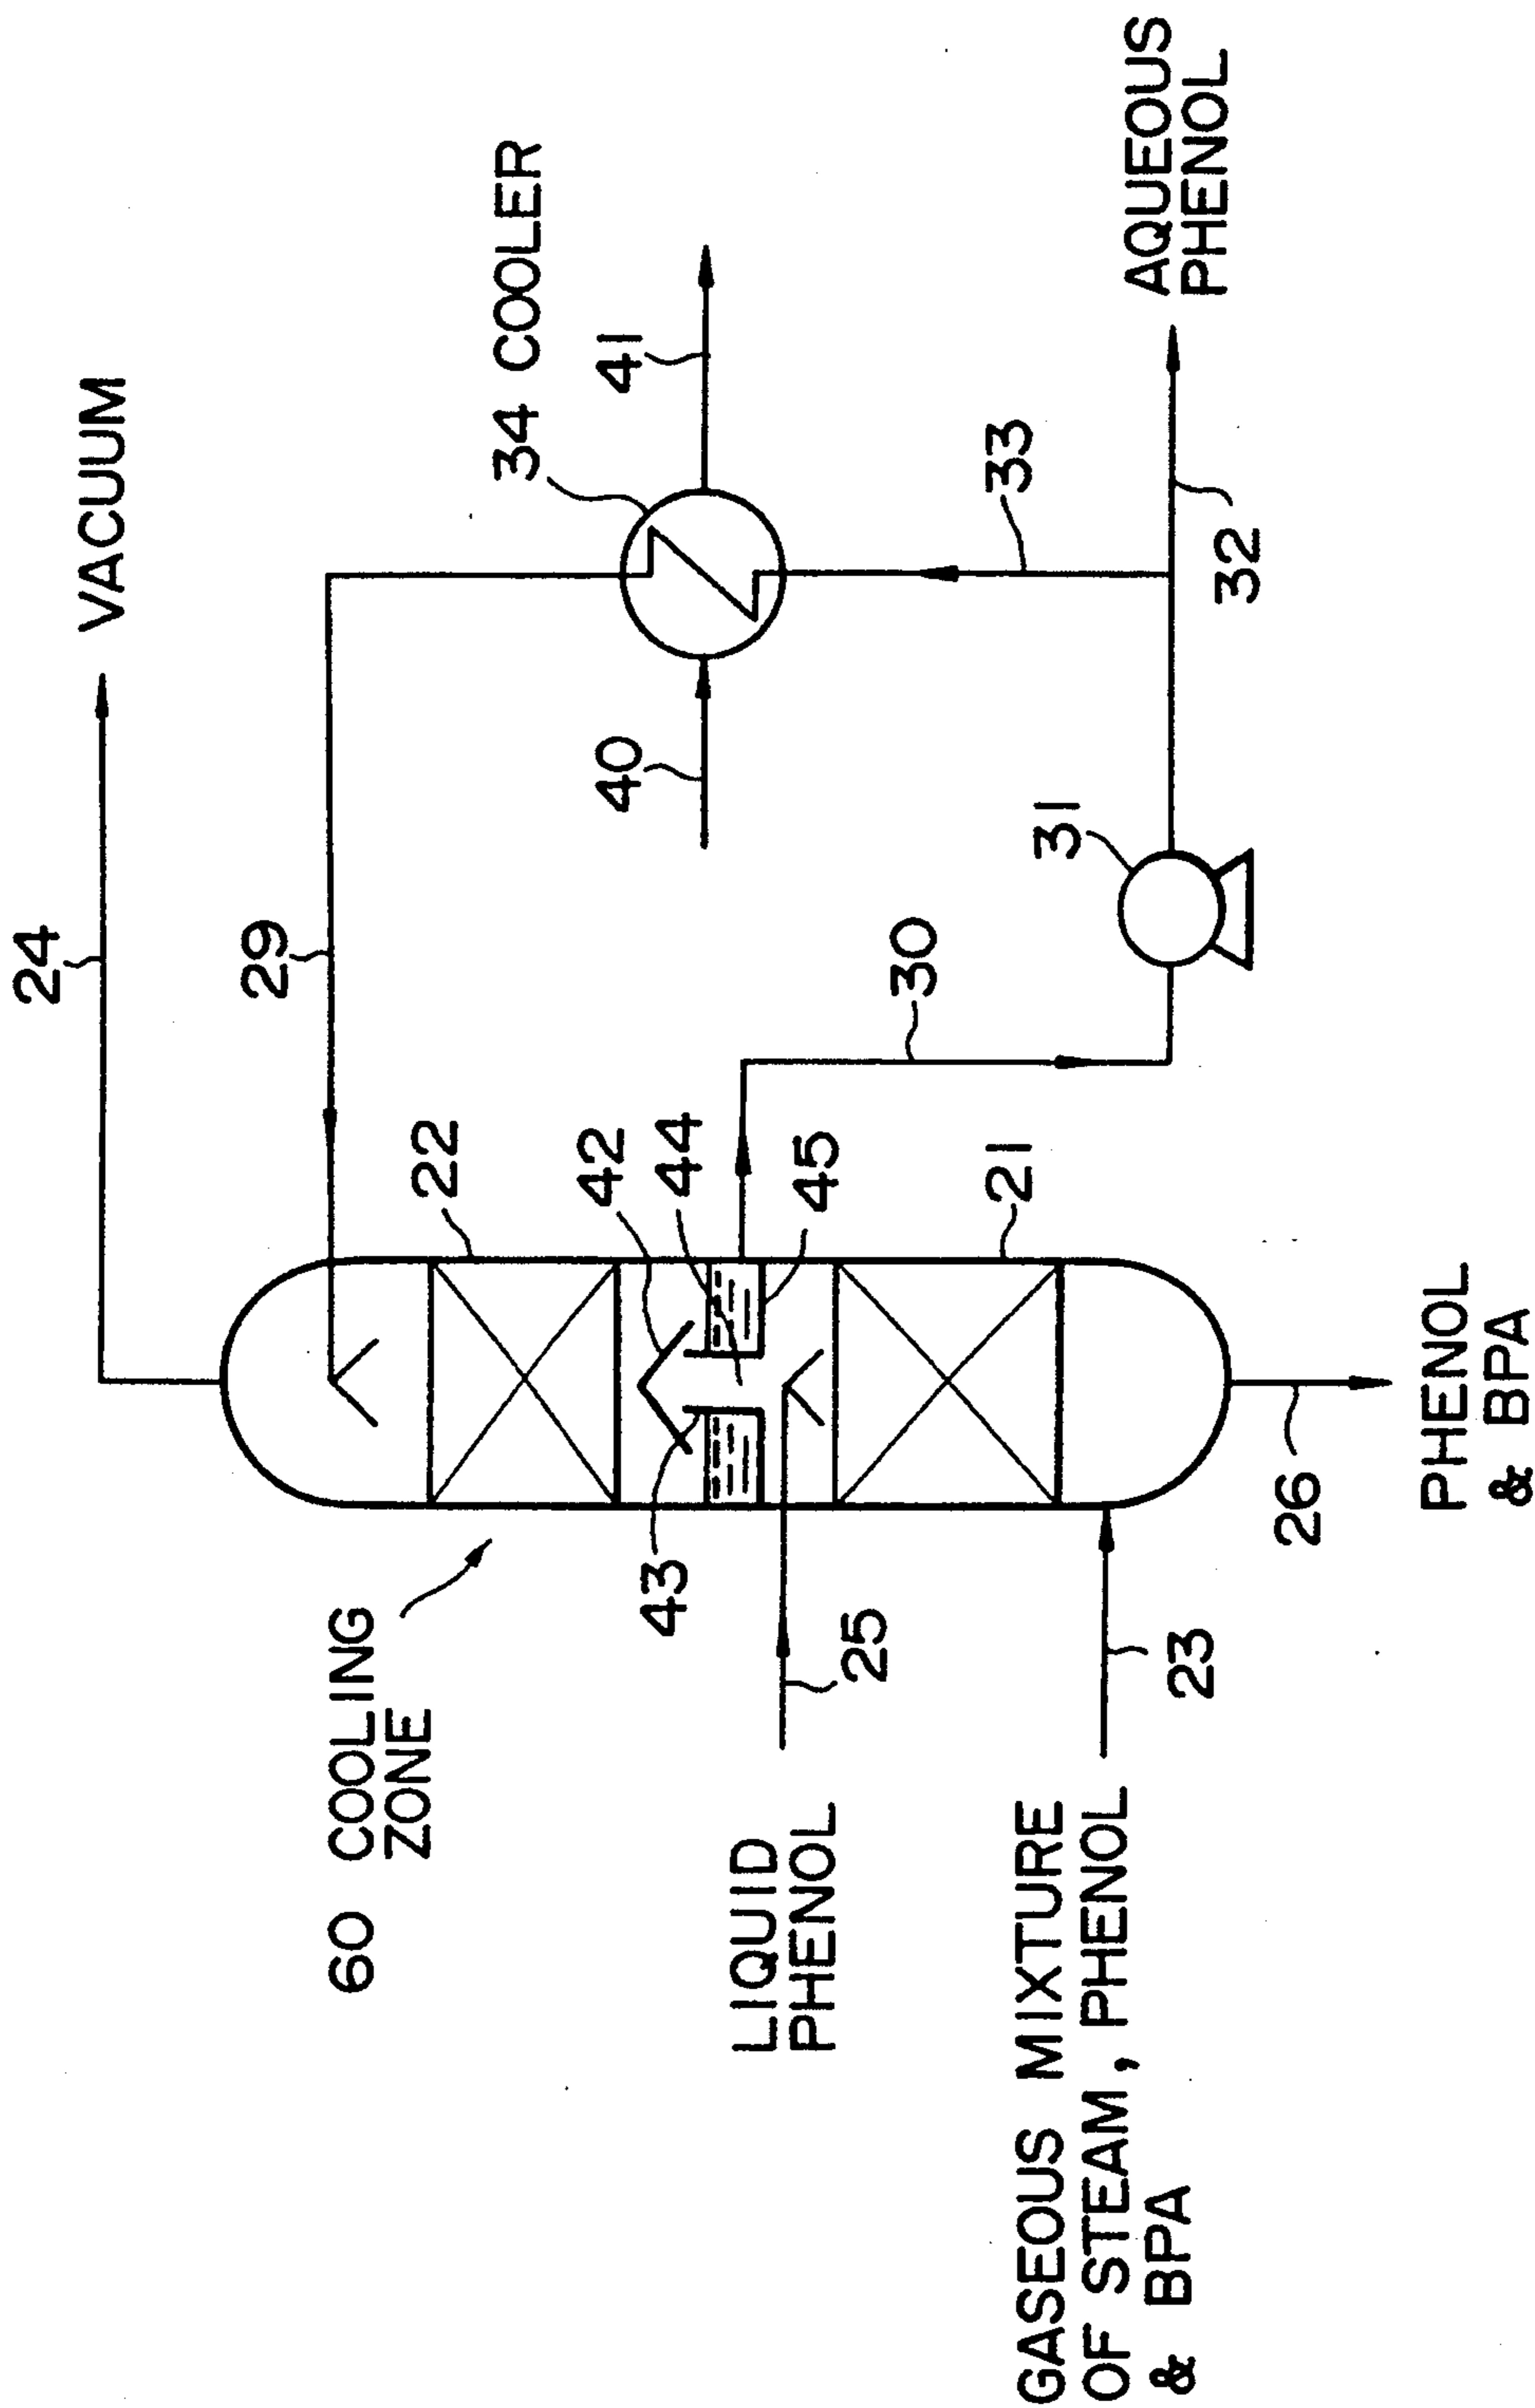 24
VACUUM
29
60 COOLING
ZONE
22
34 COOLER
42
40
41
43
44
LIQUID
PHENOL
45
25
30
21
33
31
GASEOUS MIXTURE
OF STEAM, PHENOL
& BPA
23
AQUEOUS
PHENOL
32
26
PHENOL
& BPA